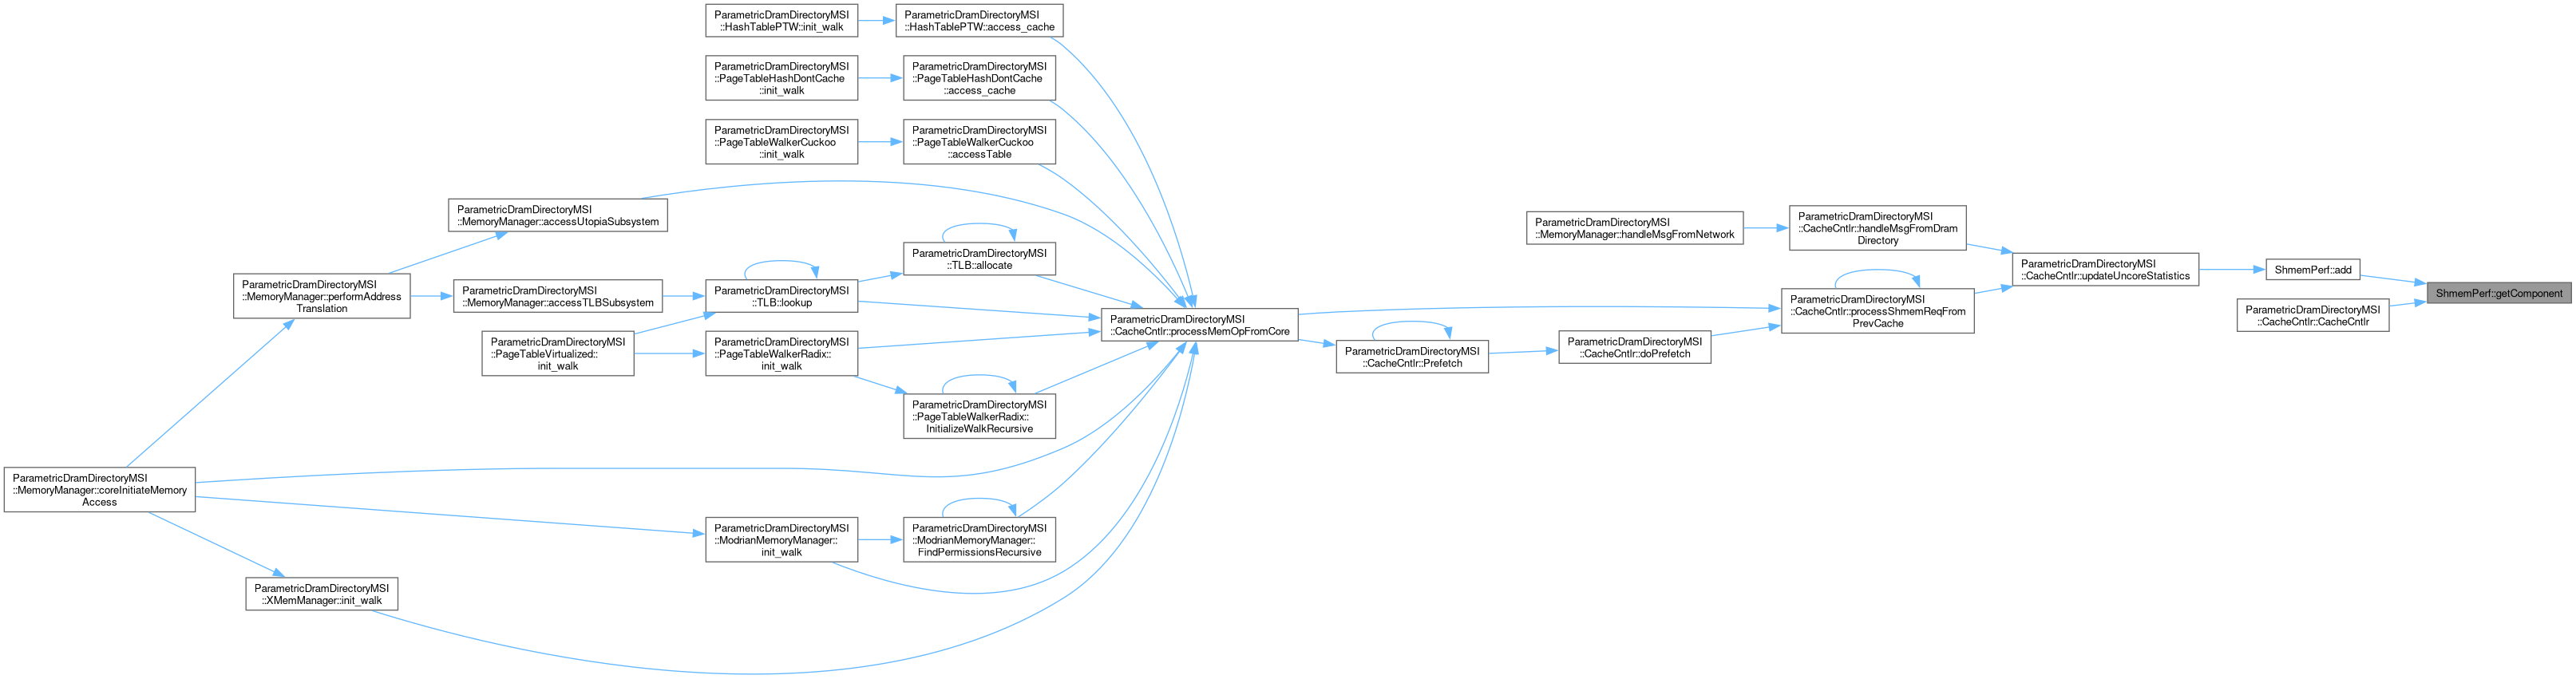 ParametricDramDirectoryMSI
::HashTablePTW::init_walk
ParametricDramDirectoryMSI
::HashTablePTW::access_cache
ParametricDramDirectoryMSI
::PageTableHashDontCache
::init_walk
ParametricDramDirectoryMSI
::PageTableHashDontCache
::access_cache
ParametricDramDirectoryMSI
::PageTableWalkerCuckoo
::init_walk
ParametricDramDirectoryMSI
::PageTableWalkerCuckoo
::accessTable
ParametricDramDirectoryMSI
::MemoryManager::accessUtopiaSubsystem
ParametricDramDirectoryMSI
::TLB::allocate
ParametricDramDirectoryMSI
::MemoryManager::performAddress
Translation
ParametricDramDirectoryMSI
::MemoryManager::accessTLBSubsystem
ParametricDramDirectoryMSI
::TLB::lookup
ParametricDramDirectoryMSI
::PageTableVirtualized::
init_walk
ParametricDramDirectoryMSI
::PageTableWalkerRadix::
init_walk
ParametricDramDirectoryMSI
::PageTableWalkerRadix::
InitializeWalkRecursive
ParametricDramDirectoryMSI
::MemoryManager::coreInitiateMemory
Access
ParametricDramDirectoryMSI
::ModrianMemoryManager::
init_walk
ParametricDramDirectoryMSI
::ModrianMemoryManager::
FindPermissionsRecursive
ParametricDramDirectoryMSI
::XMemManager::init_walk
ParametricDramDirectoryMSI
::CacheCntlr::processMemOpFromCore
ParametricDramDirectoryMSI
::CacheCntlr::Prefetch
ParametricDramDirectoryMSI
::CacheCntlr::doPrefetch
ParametricDramDirectoryMSI
::MemoryManager::handleMsgFromNetwork
ParametricDramDirectoryMSI
::CacheCntlr::handleMsgFromDram
Directory
ParametricDramDirectoryMSI
::CacheCntlr::processShmemReqFrom
PrevCache
ParametricDramDirectoryMSI
::CacheCntlr::updateUncoreStatistics
ShmemPerf::add
ParametricDramDirectoryMSI
::CacheCntlr::CacheCntlr
ShmemPerf::getComponent